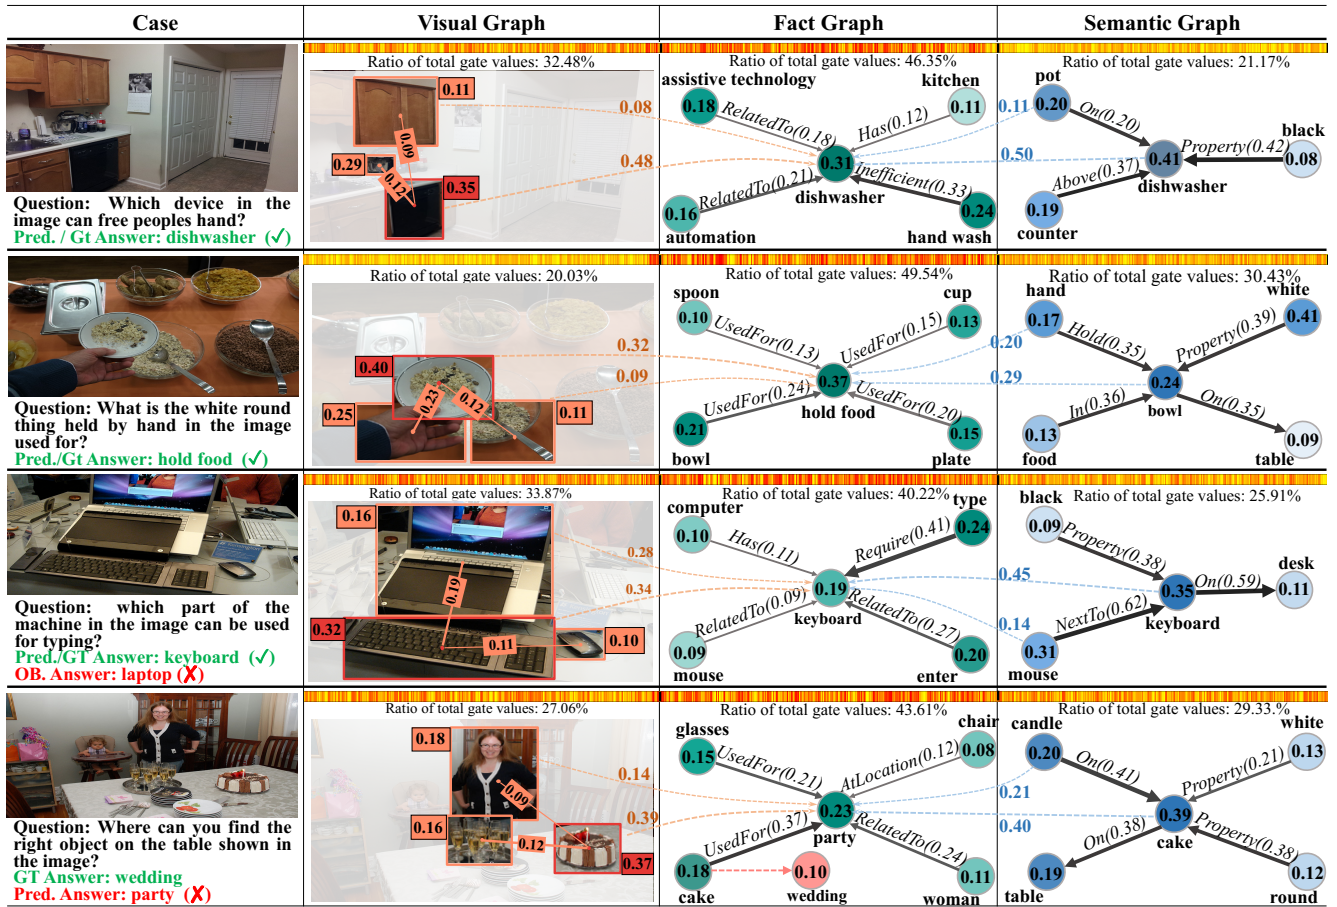 Case
Visual Graph
Fact Graph
Semantic Graph
Question: Which device in the
image can free peoples hand?
Pred. / Gt Answer: dishwasher (✓)
Ratio of total gate values: 32.48%
0.11
0.09
0.29
0.12
0.35
0.08
0.48
Ratio of total gate values: 46.35%
assistive technology
kitchen
0.18
RelatedTo(0.18)
Has(0.12)
0.11
0.31
dishwasher
RelatedTo(0.21)
Inefficient(0.33)
0.16
0.24
automation
hand wash
Ratio of total gate values: 21.17%
pot
0.11
0.20
On(0.20)
black
0.50
0.41
Property(0.42)
0.08
dishwasher
Above(0.37)
0.19
counter
Question: What is the white round
thing held by hand in the image
used for?
Pred./Gt Answer: hold food (✓)
Ratio of total gate values: 20.03%
0.40
0.23
0.12
0.25
0.11
0.32
0.09
Ratio of total gate values: 49.54%
spoon
cup
0.10
UsedFor(0.13)
UsedFor(0.15)
0.13
0.37
hold food
UsedFor(0.24)
UsedFor(0.20)
0.21
0.15
bowl
plate
Ratio of total gate values: 30.43%
hand
white
0.17
Hold(0.35)
Property(0.39)
0.41
0.20
0.29
0.24
bowl
In(0.36)
On(0.35)
0.13
0.09
food
table
Question: which part of the
machine in the image can be used
for typing?
Pred./GT Answer: keyboard (✓)
OB. Answer: laptop (✗)
Ratio of total gate values: 33.87%
0.16
0.19
0.32
0.11
0.10
0.28
0.34
Ratio of total gate values: 40.22%
computer
type
0.10
Has(0.11)
Require(0.41)
0.24
0.19
keyboard
RelatedTo(0.09)
RelatedTo(0.27)
0.09
0.20
mouse
enter
Ratio of total gate values: 25.91%
black
0.09
Property(0.38)
desk
0.45
0.35
On(0.59)
0.11
keyboard
0.14
NextTo(0.62)
0.31
mouse
Question: Where can you find the
right object on the table shown in
the image?
GT Answer: wedding
Pred. Answer: party (✗)
Ratio of total gate values: 27.06%
0.18
0.09
0.16
0.12
0.37
0.14
0.39
Ratio of total gate values: 43.61%
glasses
chair
0.15
UsedFor(0.21)
AtLocation(0.12)
0.08
0.23
party
UsedFor(0.37)
RelatedTo(0.24)
0.18
0.10
0.11
cake
wedding
woman
Ratio of total gate values: 29.33.%
candle
white
0.20
On(0.41)
Property(0.21)
0.13
0.21
0.40
0.39
cake
On(0.38)
Property(0.38)
0.19
0.12
table
round